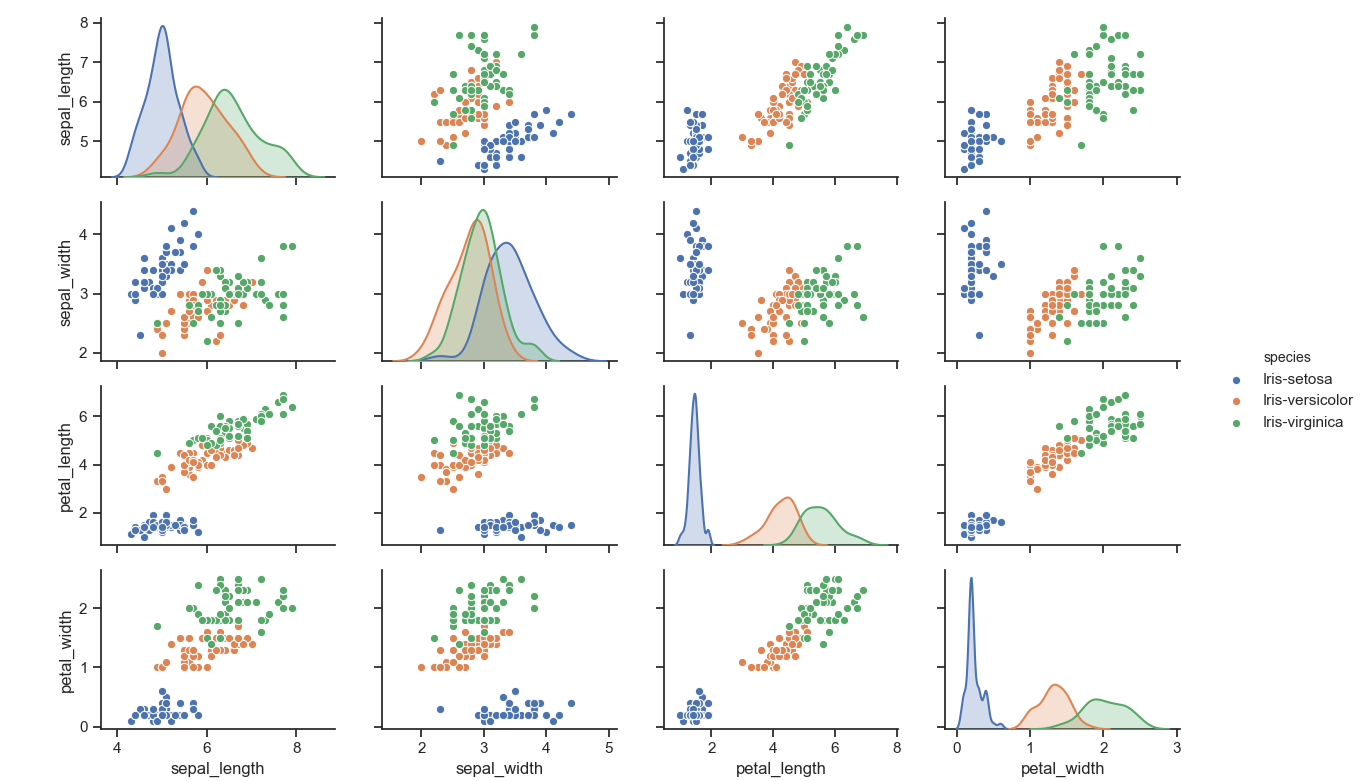 8
7
6
5
sepal_length
4
3
2
sepal_width
species
Iris-setosa
Iris-versicolor
Iris-virginica
6
4
2
petal_length
2
1
0
petal_width
4 6 8 2 3 4 5 2 4 6 8 0 1 2 3
sepal_length sepal_width petal_length petal_width